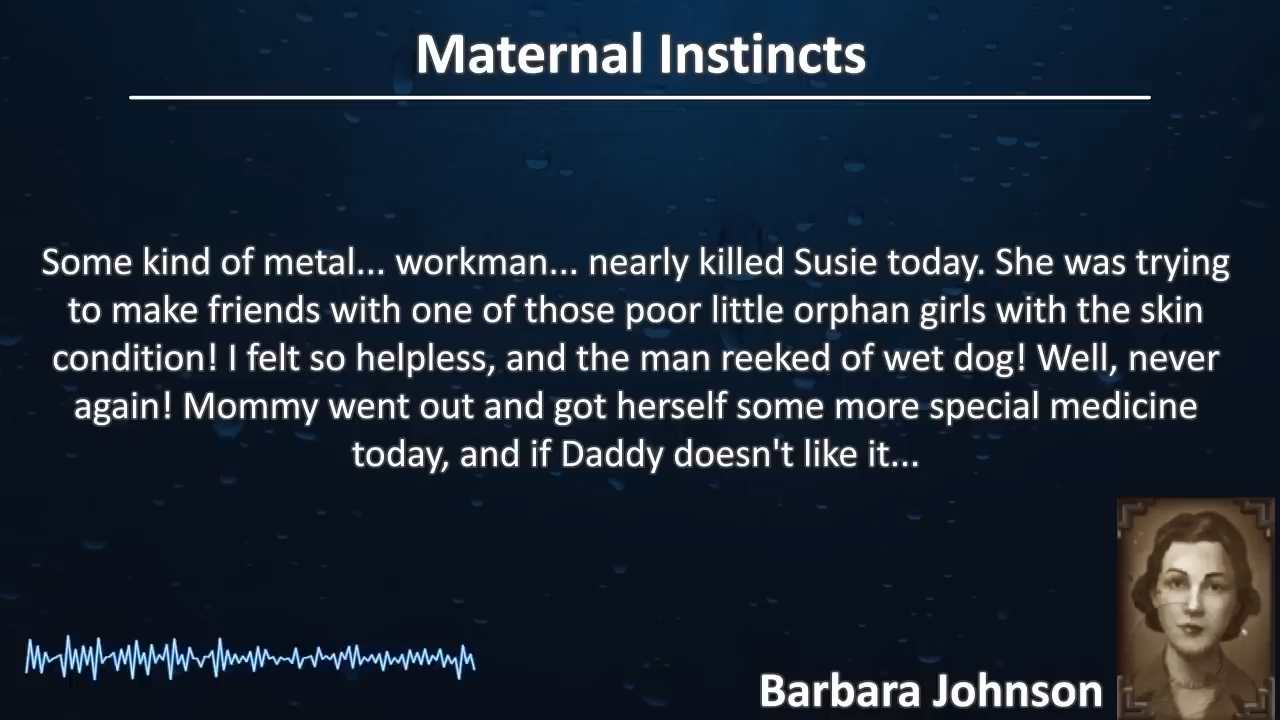 Maternal Instincts
Some kind of metal... workman... nearly killed Susie today. She was trying
to make friends with one of those poor little orphan girls with the skin
condition! I felt so helpless, and the man reeked of wet dog! Well, never
again! Mommy went out and got herself some more special medicine
today, and if Daddy doesn't like it...
Barbara Johnson